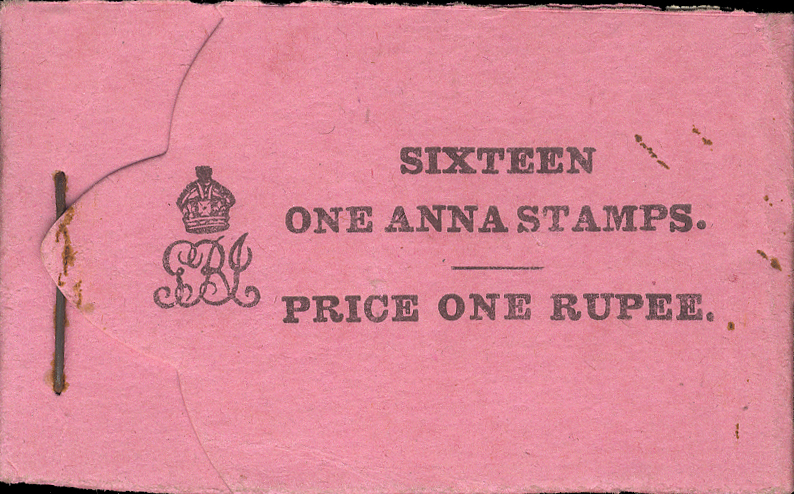 SIXTEEN
ONE ANNA STAMPS.
PRICE ONE RUPEE.